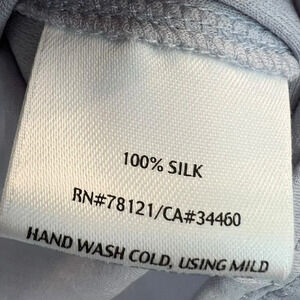 100% SILK
RN#78121/CA#34460
HAND WASH COLD, USING MILD